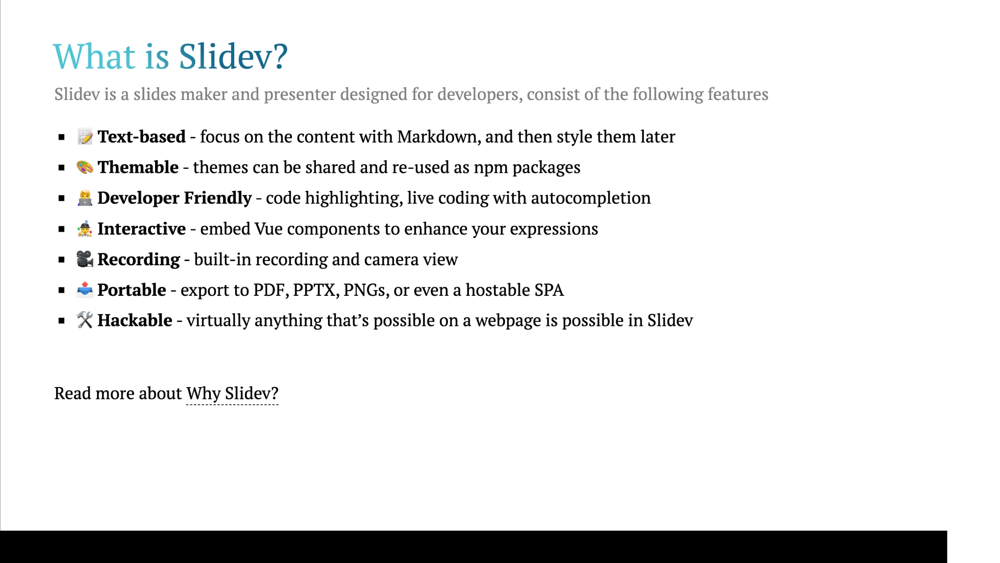 What is Slidev?
Slidev is a slides maker and presenter designed for developers, consist of the following features
▪ 📝 Text-based - focus on the content with Markdown, and then style them later
▪ 🎨 Themable - themes can be shared and re-used as npm packages
▪ 🧑‍💻 Developer Friendly - code highlighting, live coding with autocompletion
▪ 🤹 Interactive - embed Vue components to enhance your expressions
▪ 🎥 Recording - built-in recording and camera view
▪ 📤 Portable - export to PDF, PPTX, PNGs, or even a hostable SPA
▪ 🛠 Hackable - virtually anything that’s possible on a webpage is possible in Slidev
Read more about Why Slidev?